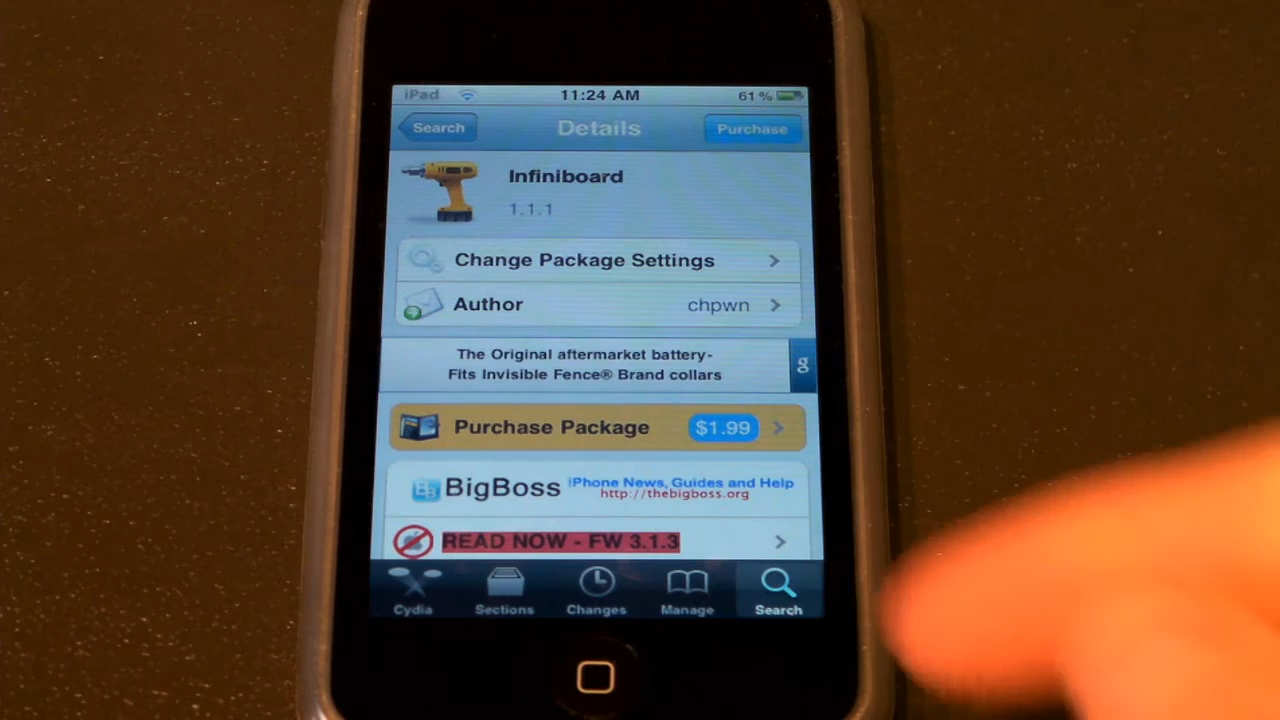 iPad 11:24 AM 61%
Search Details Purchase
Infiniboard
1.1.1
Change Package Settings
Author chpwn
The Original aftermarket battery-
Fits Invisible Fence® Brand collars
g
Purchase Package $1.99
BB BigBoss iPhone News, Guides and Help
http://thebigboss.org
READ NOW - FW 3.1.3
Cydia Sections Changes Manage Search